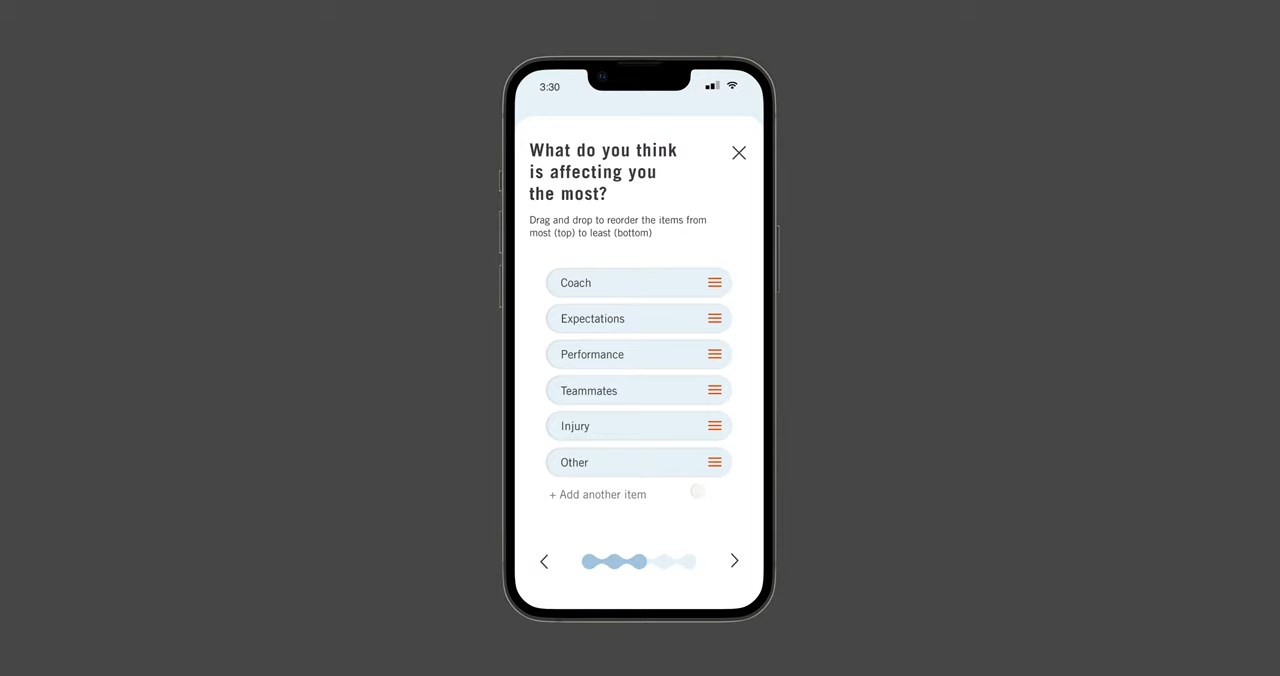 3:30
What do you think
is affecting you
the most?
Drag and drop to reorder the items from
most (top) to least (bottom)
Coach
Expectations
Performance
Teammates
Injury
Other
+ Add another item